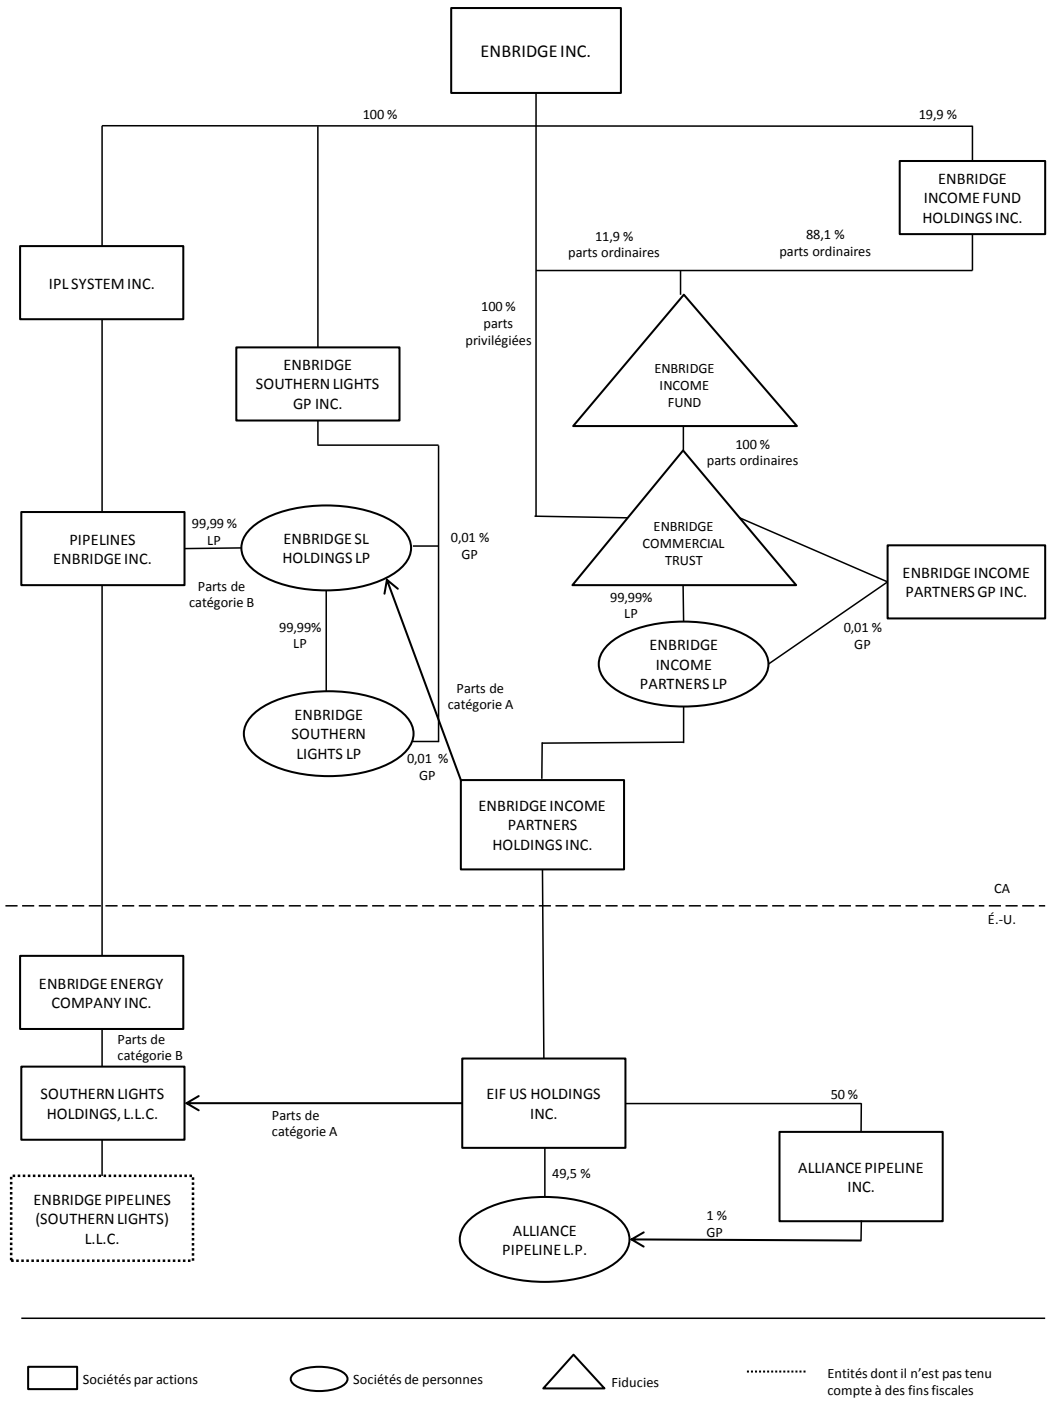 ENBRIDGE INC.
100 %
19,9 %
ENBRIDGE
INCOME FUND
HOLDINGS INC.
11,9 %
parts ordinaires
88,1 %
parts ordinaires
IPL SYSTEM INC.
100 %
parts
privilégiées
ENBRIDGE
SOUTHERN LIGHTS
GP INC.
ENBRIDGE
INCOME
FUND
100 %
parts ordinaires
PIPELINES
ENBRIDGE INC.
99,99 %
LP
Parts de
catégorie B
ENBRIDGE SL
HOLDINGS LP
0,01 %
GP
ENBRIDGE
COMMERCIAL
TRUST
ENBRIDGE INCOME
PARTNERS GP INC.
99,99%
LP
0,01 %
GP
99,99%
LP
ENBRIDGE
INCOME
PARTNERS LP
Parts de
catégorie A
ENBRIDGE
SOUTHERN
LIGHTS LP
0,01 %
GP
ENBRIDGE INCOME
PARTNERS
HOLDINGS INC.
CA
É.-U.
ENBRIDGE ENERGY
COMPANY INC.
Parts de
catégorie B
SOUTHERN LIGHTS
HOLDINGS, L.L.C.
Parts de
catégorie A
EIF US HOLDINGS
INC.
50 %
ALLIANCE PIPELINE
INC.
49,5 %
ENBRIDGE PIPELINES
(SOUTHERN LIGHTS)
L.L.C.
ALLIANCE
PIPELINE L.P.
1 %
GP
Sociétés par actions
Sociétés de personnes
Fiducies
Entités dont il n'est pas tenu
compte à des fins fiscales